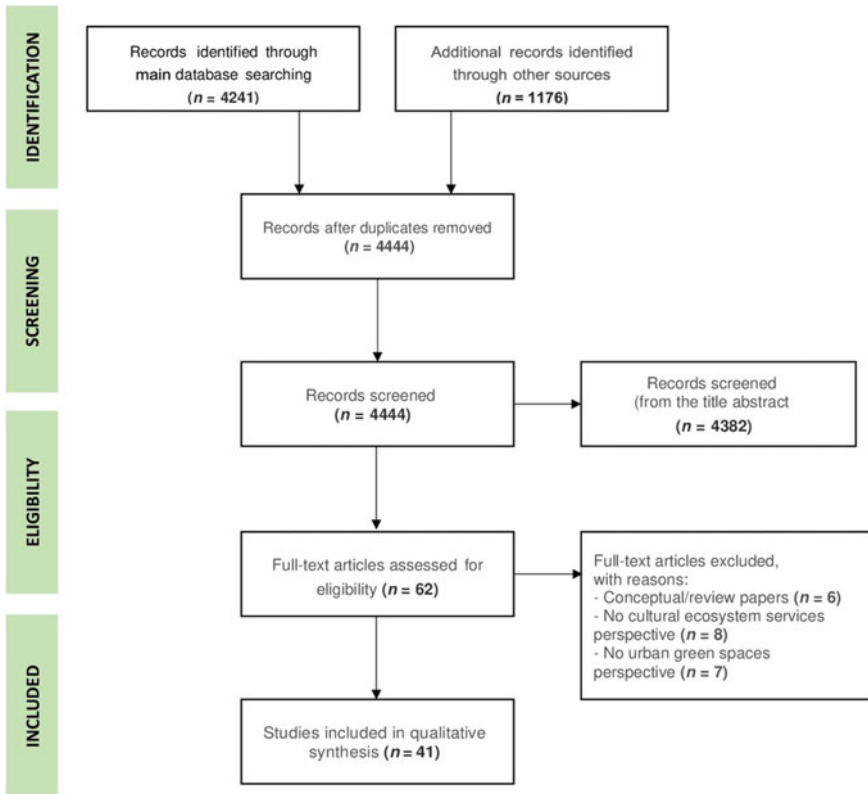 IDENTIFICATION
Records identified through
main database searching
(n = 4241)
Additional records identified
through other sources
(n = 1176)
SCREENING
Records after duplicates removed
(n = 4444)
Records screened
(n = 4444)
Records screened
(from the title abstract
(n = 4382)
ELIGIBILITY
Full-text articles assessed for
eligibility (n = 62)
Full-text articles excluded,
with reasons:
- Conceptual/review papers (n = 6)
- No cultural ecosystem services
perspective (n = 8)
- No urban green spaces
perspective (n = 7)
INCLUDED
Studies included in qualitative
synthesis (n = 41)